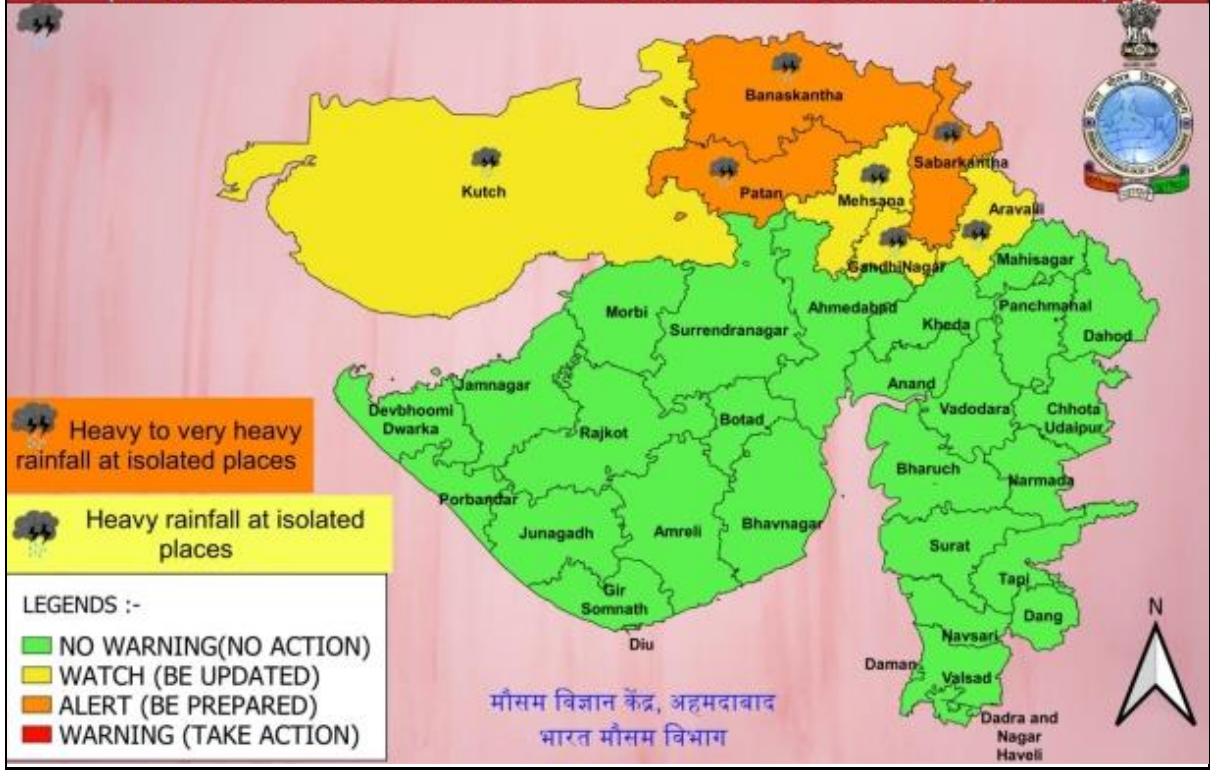 Banaskantha
Sabarkantha
Kutch
Patan
Mehsana
Aravalli
GandhiNagar
Mahisagar
Morbi
Surrendranagar
Ahmedabad
Kheda
Panchmahal
Dahod
Jamnagar
Anand
Devbhoomi
Dwarka
Rajkot
Botad
Vadodara
Chhota
Udaipur
Bharuch
Narmada
Porbandar
Junagadh
Amreli
Bhavnagar
Surat
Tapi
Gir
Somnath
Dang
Diu
Navsari
Daman
Valsad
Dadra and
Nagar
Haveli
N
Heavy to very heavy
rainfall at isolated places
Heavy rainfall at isolated
places
LEGENDS :-
NO WARNING(NO ACTION)
WATCH (BE UPDATED)
ALERT (BE PREPARED)
WARNING (TAKE ACTION)
मौसम विज्ञान केंद्र, अहमदाबाद
भारत मौसम विभाग